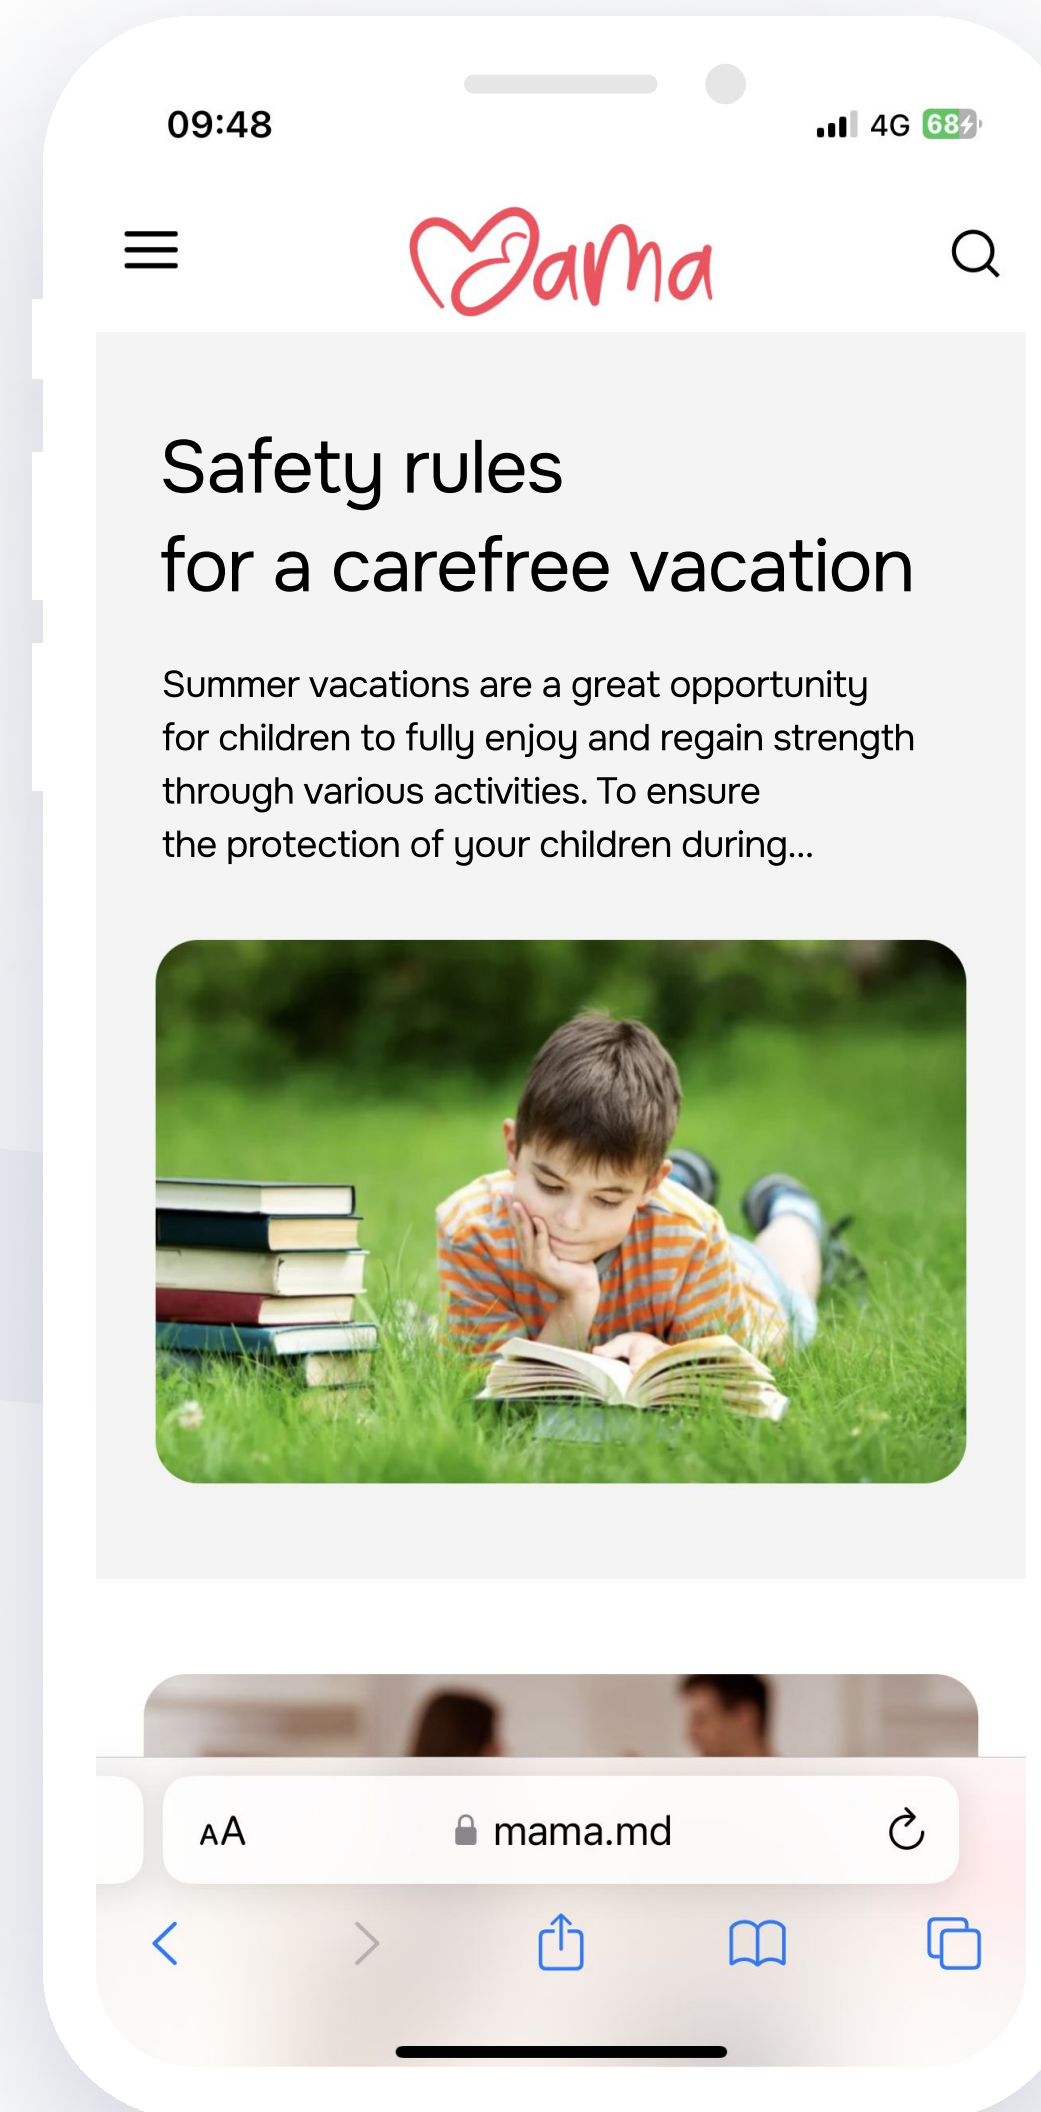 09:48
4G 68
Mama
Safety rules
for a carefree vacation
Summer vacations are a great opportunity
for children to fully enjoy and regain strength
through various activities. To ensure
the protection of your children during...
AA mama.md